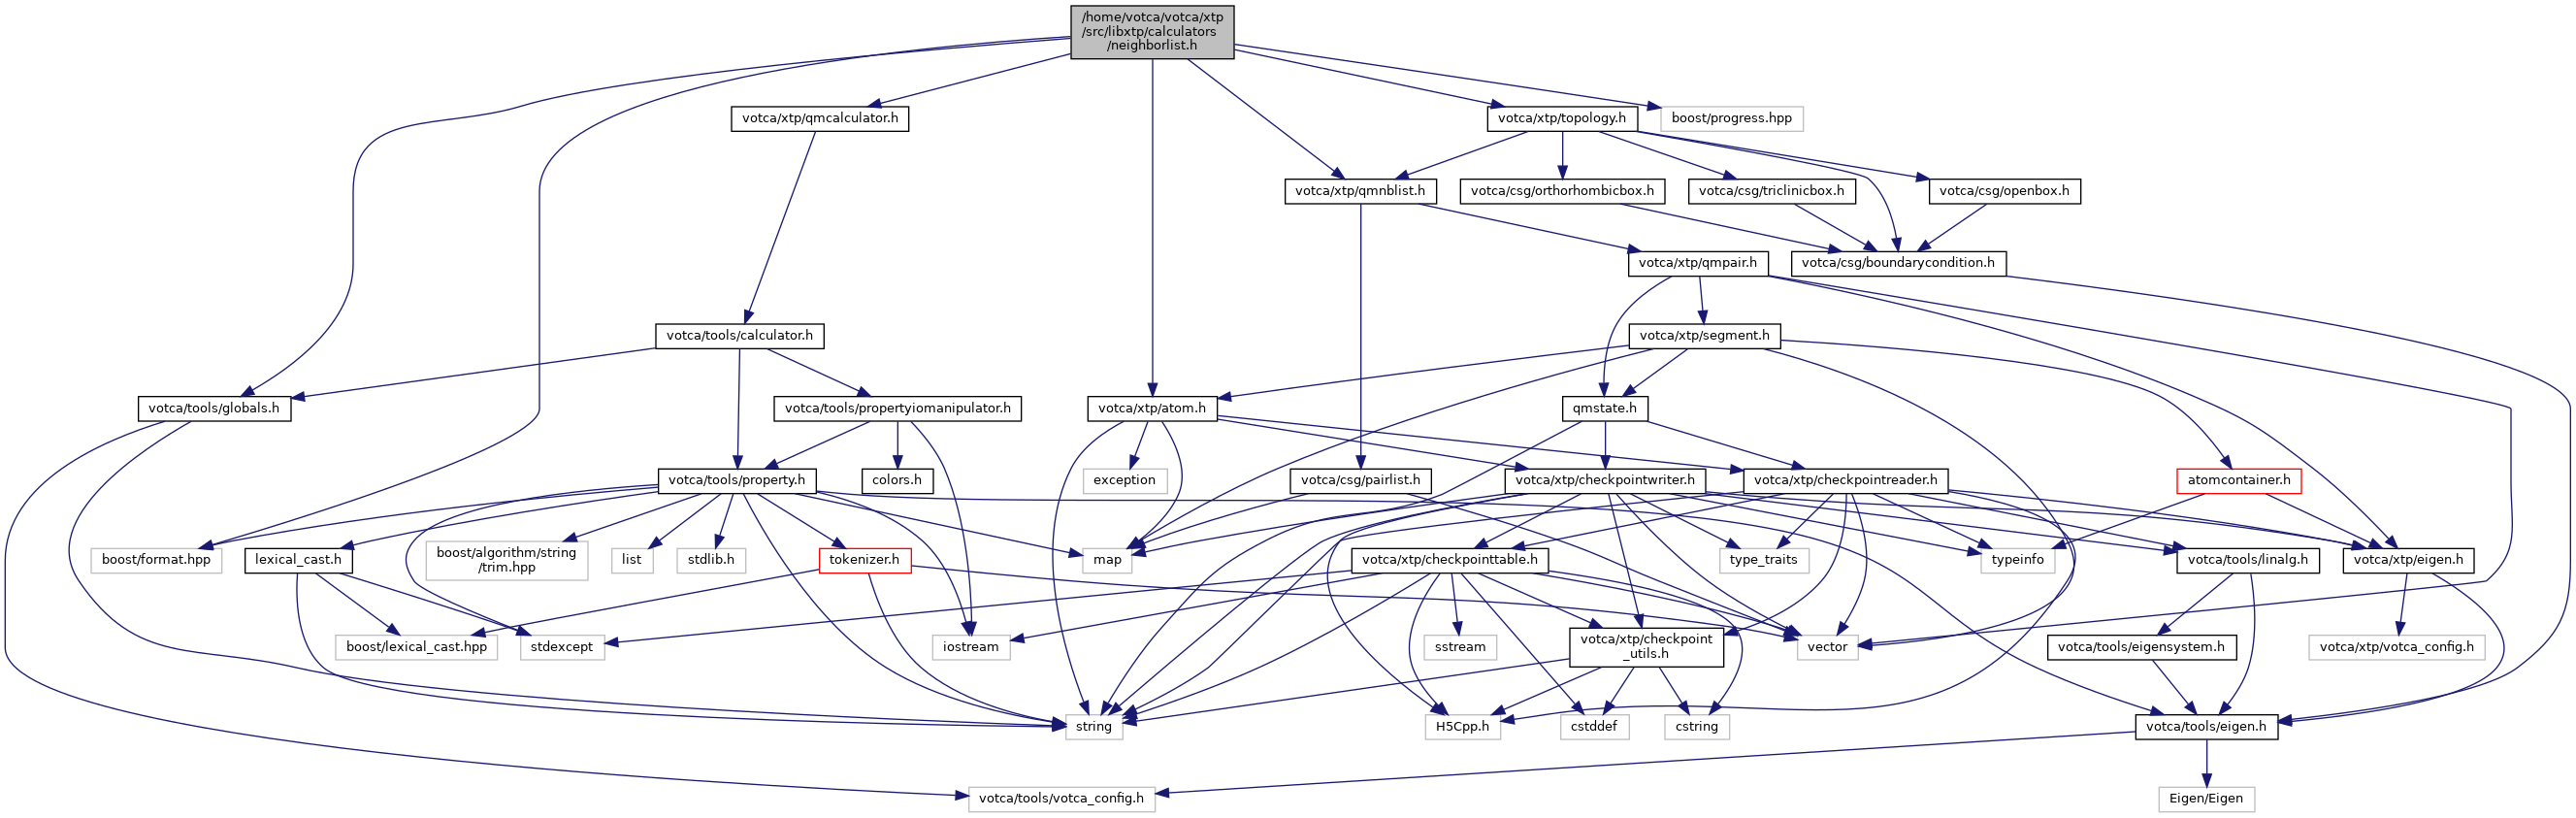 /home/votca/votca/xtp
/src/libxtp/calculators
/neighborlist.h
votca/xtp/qmcalculator.h
votca/xtp/topology.h
boost/progress.hpp
votca/xtp/qmnblist.h
votca/csg/orthorhombicbox.h
votca/csg/triclinicbox.h
votca/csg/openbox.h
votca/xtp/qmpair.h
votca/csg/boundarycondition.h
votca/tools/calculator.h
votca/xtp/segment.h
votca/tools/globals.h
votca/tools/propertyiomanipulator.h
votca/xtp/atom.h
qmstate.h
votca/tools/property.h
colors.h
exception
votca/csg/pairlist.h
votca/xtp/checkpointwriter.h
votca/xtp/checkpointreader.h
atomcontainer.h
boost/format.hpp
lexical_cast.h
boost/algorithm/string
/trim.hpp
list
stdlib.h
tokenizer.h
map
votca/xtp/checkpointtable.h
type_traits
typeinfo
votca/tools/linalg.h
votca/xtp/eigen.h
boost/lexical_cast.hpp
stdexcept
iostream
sstream
votca/xtp/checkpoint
_utils.h
vector
votca/tools/eigensystem.h
votca/xtp/votca_config.h
string
H5Cpp.h
cstddef
cstring
votca/tools/eigen.h
votca/tools/votca_config.h
Eigen/Eigen